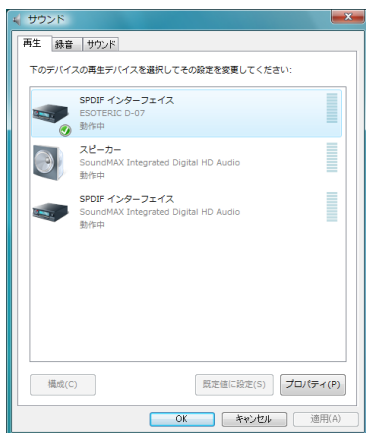 サウンド
再生 録音 サウンド
下のデバイスの再生デバイスを選択してその設定を変更してください:
SPDIF インターフェイス
ESOTERIC D-07
動作中
スピーカー
SoundMAX Integrated Digital HD Audio
動作中
SPDIF インターフェイス
SoundMAX Integrated Digital HD Audio
動作中
構成(C) 既定値に設定(S) プロパティ(P)
OK キャンセル 適用(A)